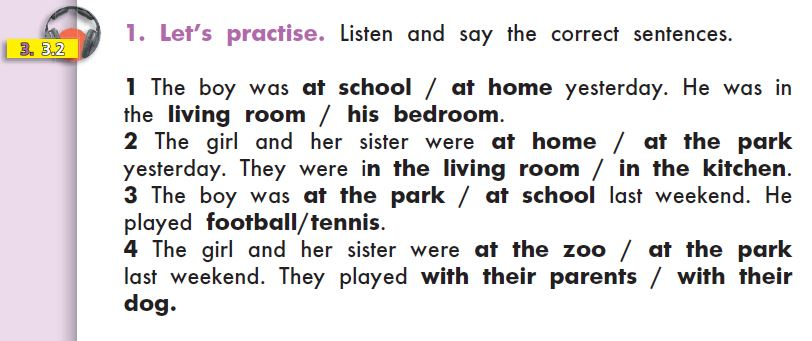 1. Let's practise. Listen and say the correct sentences.
3. 3.2
1 The boy was at school / at home yesterday. He was in
the living room / his bedroom.
2 The girl and her sister were at home / at the park
yesterday. They were in the living room / in the kitchen.
3 The boy was at the park / at school last weekend. He
played football/tennis.
4 The girl and her sister were at the zoo / at the park
last weekend. They played with their parents / with their
dog.